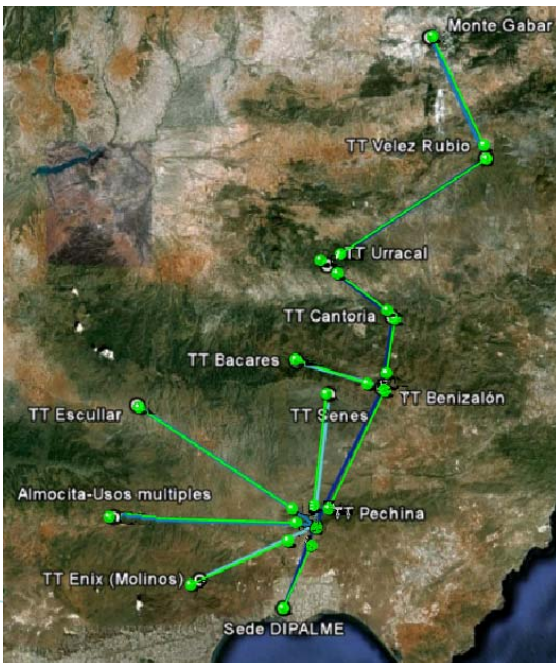 Monte Gabar
TT Velez Rubio
TT Urracal
TT Cantoria
TT Bacares
TT Benizalón
TT Senes
TT Escullar
Almocita-Usos multiples
TT Pechina
TT Enix (Molinos)
Sede DIPALME